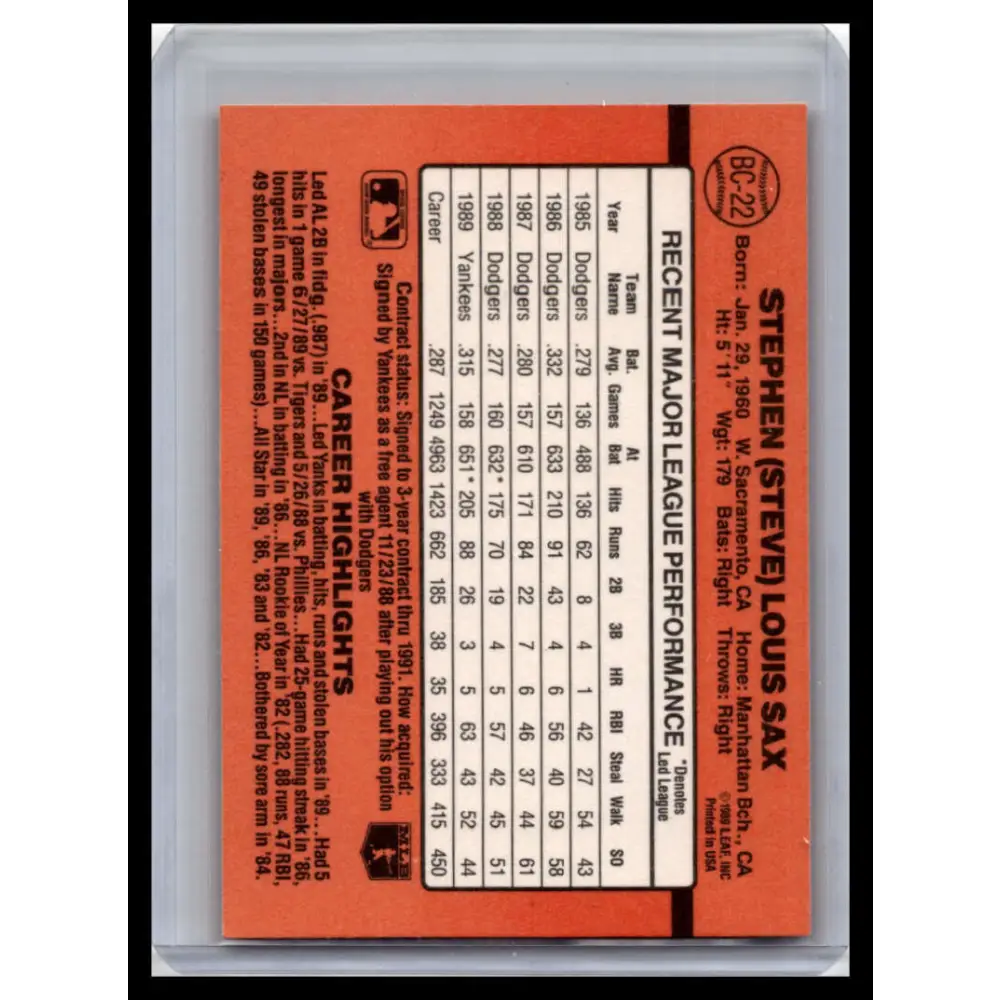 BC-22
STEPHEN (STEVE) LOUIS SAX
Born: Jan. 29, 1960 W. Sacramento, CA Home: Manhattan Bch., CA
Ht: 5'11" Wgt: 179 Bats: Right Throws: Right
©1989 LEAF, INC
Printed in USA
RECENT MAJOR LEAGUE PERFORMANCE
*Denotes
Led League
Year Team Name Bat. Avg. Games At Bat Hits Runs 2B 3B HR RBI Steal Walk SO
1985 Dodgers .279 136 488 136 62 8 4 1 42 27 54 43
1986 Dodgers .332 157 633 210 91 43 4 6 56 40 59 58
1987 Dodgers .280 157 610 171 84 22 7 6 46 37 44 61
1988 Dodgers .277 160 632* 175 70 19 4 5 57 42 45 51
1989 Yankees .315 158 651* 205 88 26 3 5 63 43 52 44
Career .287 1249 4963 1423 662 185 38 35 396 333 415 450
Contract status: Signed to 3-year contract thru 1991. How acquired:
Signed by Yankees as a free agent 11/23/88 after playing out his option
with Dodgers
MLB
CAREER HIGHLIGHTS
Led AL 2B in fldg. (.987) in '89...Led Yanks in batting, hits, runs and stolen bases in '89...Had 5
hits in 1 game 6/27/89 vs. Tigers and 5/26/88 vs. Phillies...Had 25-game hitting streak in '86,
longest in majors...2nd in NL in batting in '86...NL Rookie of Year in '82 (.282, 88 runs, 47 RBI,
49 stolen bases in 150 games)...All Star in '89, '86, '83 and '82...Bothered by sore arm in '84.